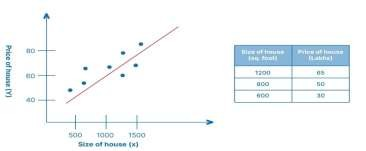 Price of house (Y)
80
60
40
500 1000 1500
Size of house (x)
Size of house Price of house
(sq. foot) (Lakhs)
1200 65
800 50
600 30